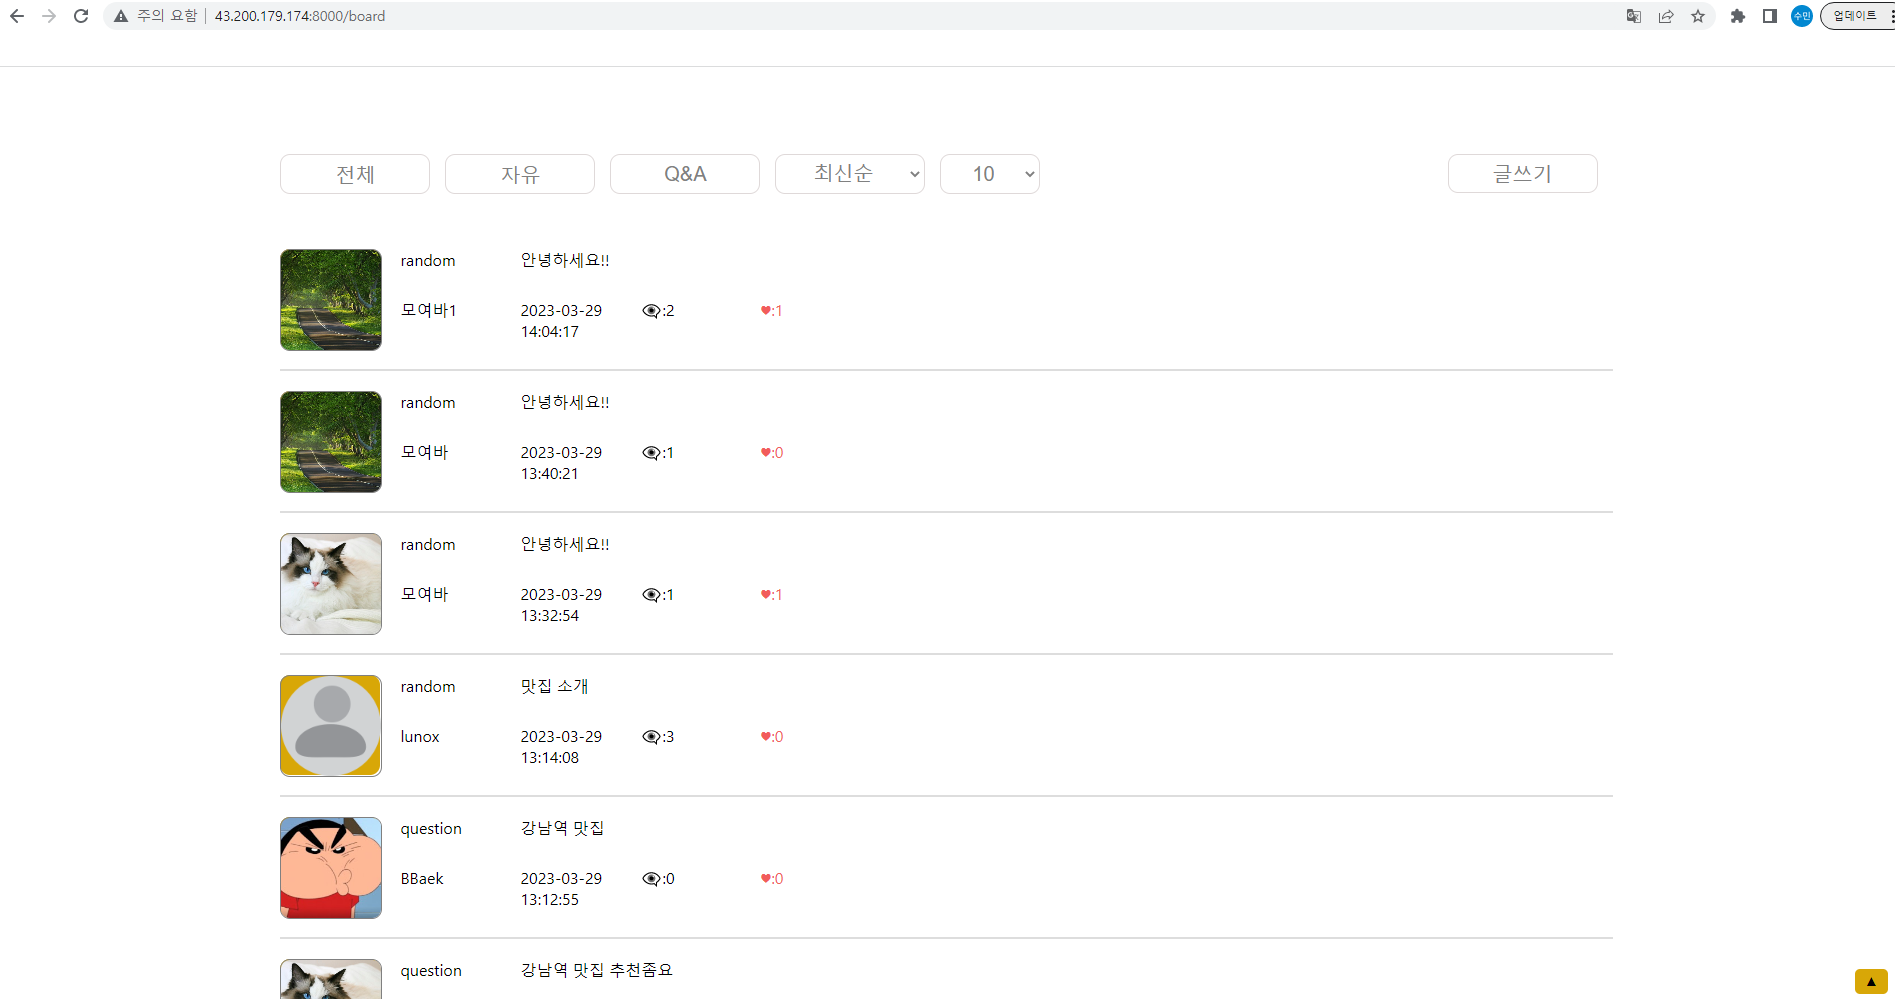 주의 요함 43.200.179.174:8000/board 수민 업데이트
전체 자유 Q&A 최신순 10 글쓰기
random 안녕하세요!!
모여바1 2023-03-29 14:04:17 :2 ♥:1
random 안녕하세요!!
모여바 2023-03-29 13:40:21 :1 ♥:0
random 안녕하세요!!
모여바 2023-03-29 13:32:54 :1 ♥:1
random 맛집 소개
lunox 2023-03-29 13:14:08 :3 ♥:0
question 강남역 맛집
BBaek 2023-03-29 13:12:55 :0 ♥:0
question 강남역 맛집 추천좀요
▲